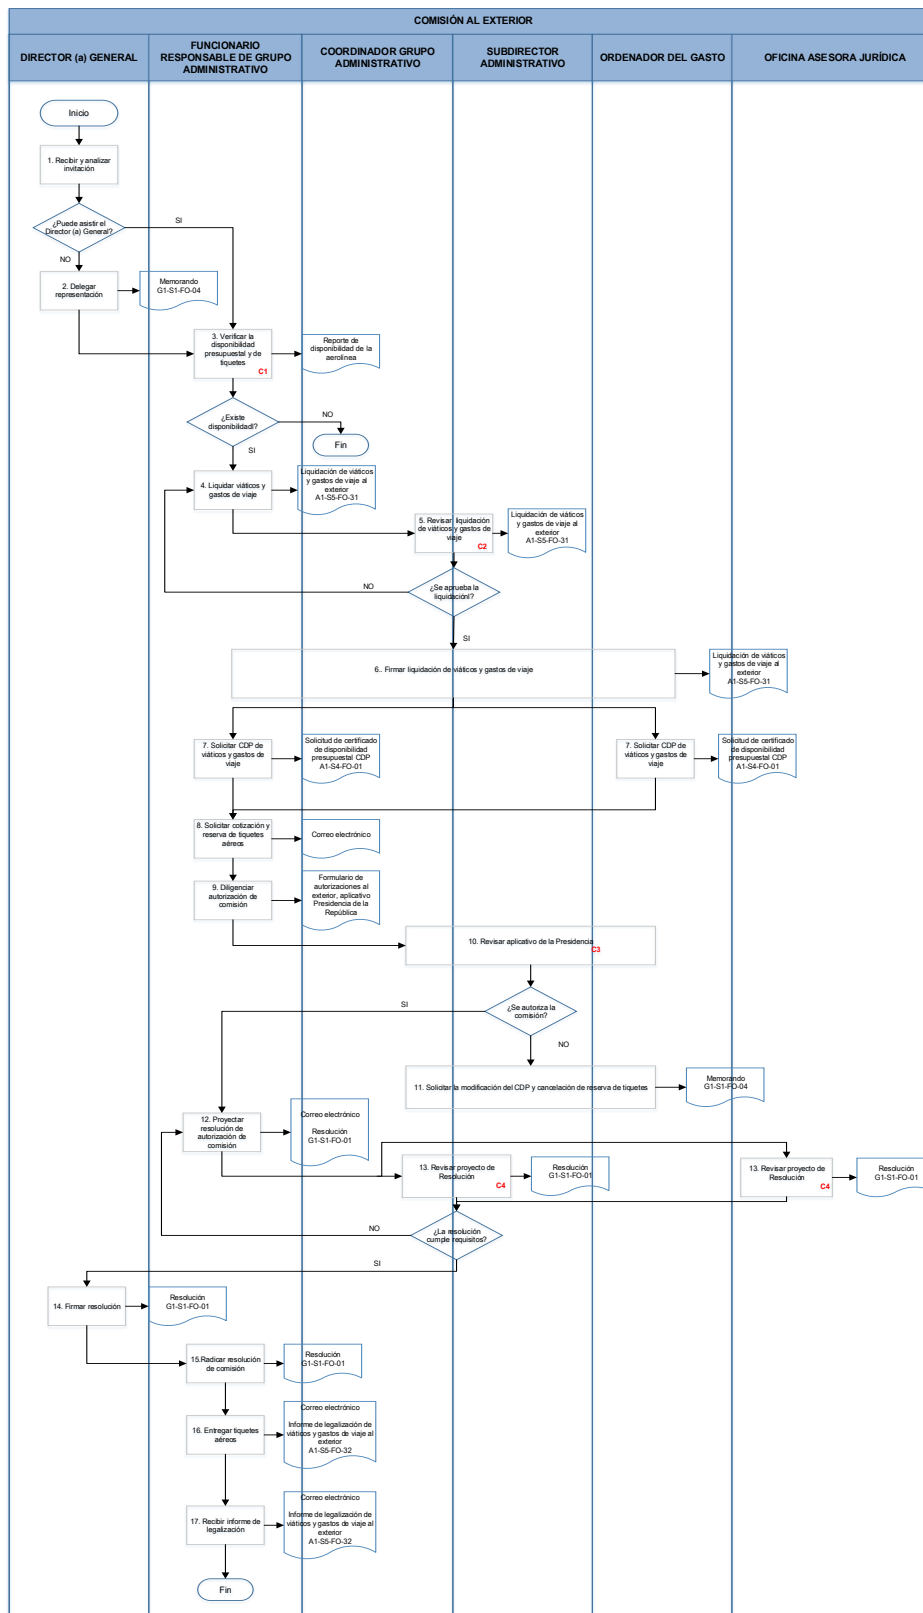 COMISIÓN AL EXTERIOR
DIRECTOR (a) GENERAL
FUNCIONARIO
RESPONSABLE DE GRUPO
ADMINISTRATIVO
COORDINADOR GRUPO
ADMINISTRATIVO
SUBDIRECTOR
ADMINISTRATIVO
ORDENADOR DEL GASTO
OFICINA ASESORA JURÍDICA
Inicio
1. Recibir y analizar
invitación
¿Puede asistir el
Director (a) General?
SI
NO
2. Delegar
representación
Memorando
G1-S1-FO-04
3. Verificar la
disponibilidad
presupuestal y de
tiquetes
C1
Reporte de
disponibilidad de la
aerolínea
¿Existe
disponibilidad|?
NO
Fin
SI
4. Liquidar viáticos y
gastos de viaje
Liquidación de viáticos
y gastos de viaje al
exterior
A1-S5-FO-31
5. Revisar liquidación
de viáticos y gastos de
viaje
C2
Liquidación de viáticos
y gastos de viaje al
exterior
A1-S5-FO-31
¿Se aprueba la
liquidación|?
NO
SI
6.. Firmar liquidación de viáticos y gastos de viaje
Liquidación de viáticos
y gastos de viaje al
exterior
A1-S5-FO-31
7. Solicitar CDP de
viáticos y gastos de
viaje
Solicitud de certificado
de disponibilidad
presupuestal CDP
A1-S4-FO-01
7. Solicitar CDP de
viáticos y gastos de
viaje
Solicitud de certificado
de disponibilidad
presupuestal CDP
A1-S4-FO-01
8. Solicitar cotización y
reserva de tiquetes
aéreos
Correo electrónico
9. Diligenciar
autorización de
comisión
Formulario de
autorizaciones al
exterior, aplicativo
Presidencia de la
República
10. Revisar aplicativo de la Presidencia
C3
¿Se autoriza la
comisión?
SI
NO
11. Solicitar la modificación del CDP y cancelación de reserva de tiquetes
Memorando
G1-S1-FO-04
12. Proyectar
resolución de
autorización de
comisión
Correo electrónico
Resolución
G1-S1-FO-01
13. Revisar proyecto de
Resolución
C4
Resolución
G1-S1-FO-01
13. Revisar proyecto de
Resolución
C4
Resolución
G1-S1-FO-01
¿La resolución
cumple requisitos?
NO
SI
14. Firmar resolución
Resolución
G1-S1-FO-01
15.Radicar resolución
de comisión
Resolución
G1-S1-FO-01
16. Entregar tiquetes
aéreos
Correo electrónico
Informe de legalización de
viáticos y gastos de viaje al
exterior
A1-S5-FO-32
17. Recibir informe de
legalización
Correo electrónico
Informe de legalización de
viáticos y gastos de viaje al
exterior
A1-S5-FO-32
Fin